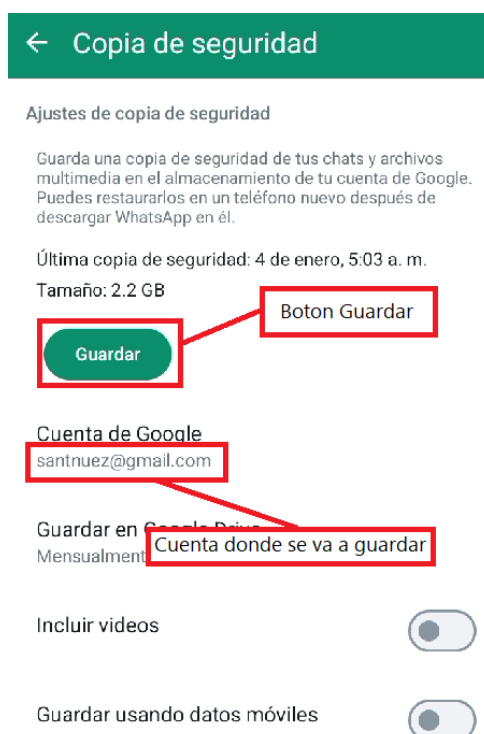 Copia de seguridad
Ajustes de copia de seguridad
Guarda una copia de seguridad de tus chats y archivos
multimedia en el almacenamiento de tu cuenta de Google.
Puedes restaurarlos en un teléfono nuevo después de
descargar WhatsApp en él.
Última copia de seguridad: 4 de enero, 5:03 a. m.
Tamaño: 2.2 GB
Boton Guardar
Guardar
Cuenta de Google
santnuez@gmail.com
Guardar en Google Drive
Cuenta donde se va a guardar
Mensualment
Incluir videos
Guardar usando datos móviles